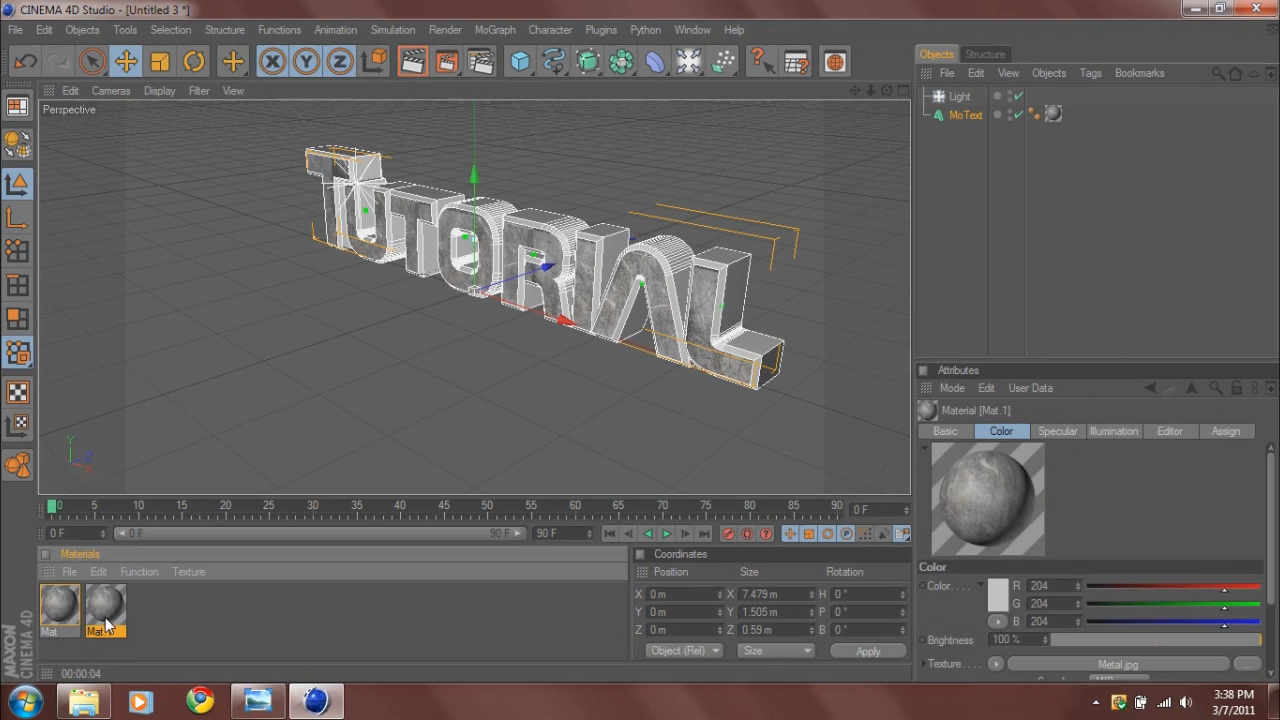 CINEMA 4D Studio - [Untitled 3 *]
File Edit Objects Tools Selection Structure Functions Animation Simulation Render MoGraph Character Plugins Python Window Help
X Y Z
Objects Structure
File Edit View Objects Tags Bookmarks
Light
MoText
Edit Cameras Display Filter View
Perspective
TUTORIAL
Y
Z
X
0 5 10 15 20 25 30 35 40 45 50 55 60 65 70 75 80 85 90
0 F
0 F 0 F 90 F 90 F
Materials
File Edit Function Texture
Mat Mat
Coordinates
Position Size Rotation
X 0 m X 7.479 m H 0 °
Y 0 m Y 1.505 m P 0 °
Z 0 m Z 0.59 m B 0 °
Object (Rel) Size Apply
Attributes
Mode Edit User Data
Material [Mat.1]
Basic Color Specular Illumination Editor Assign
Color
Color. . . . R 204
G 204
B 204
Brightness 100 %
Texture. . . . Metal.jpg ...
MAXON
CINEMA 4D
00:00:04
3:38 PM
3/7/2011